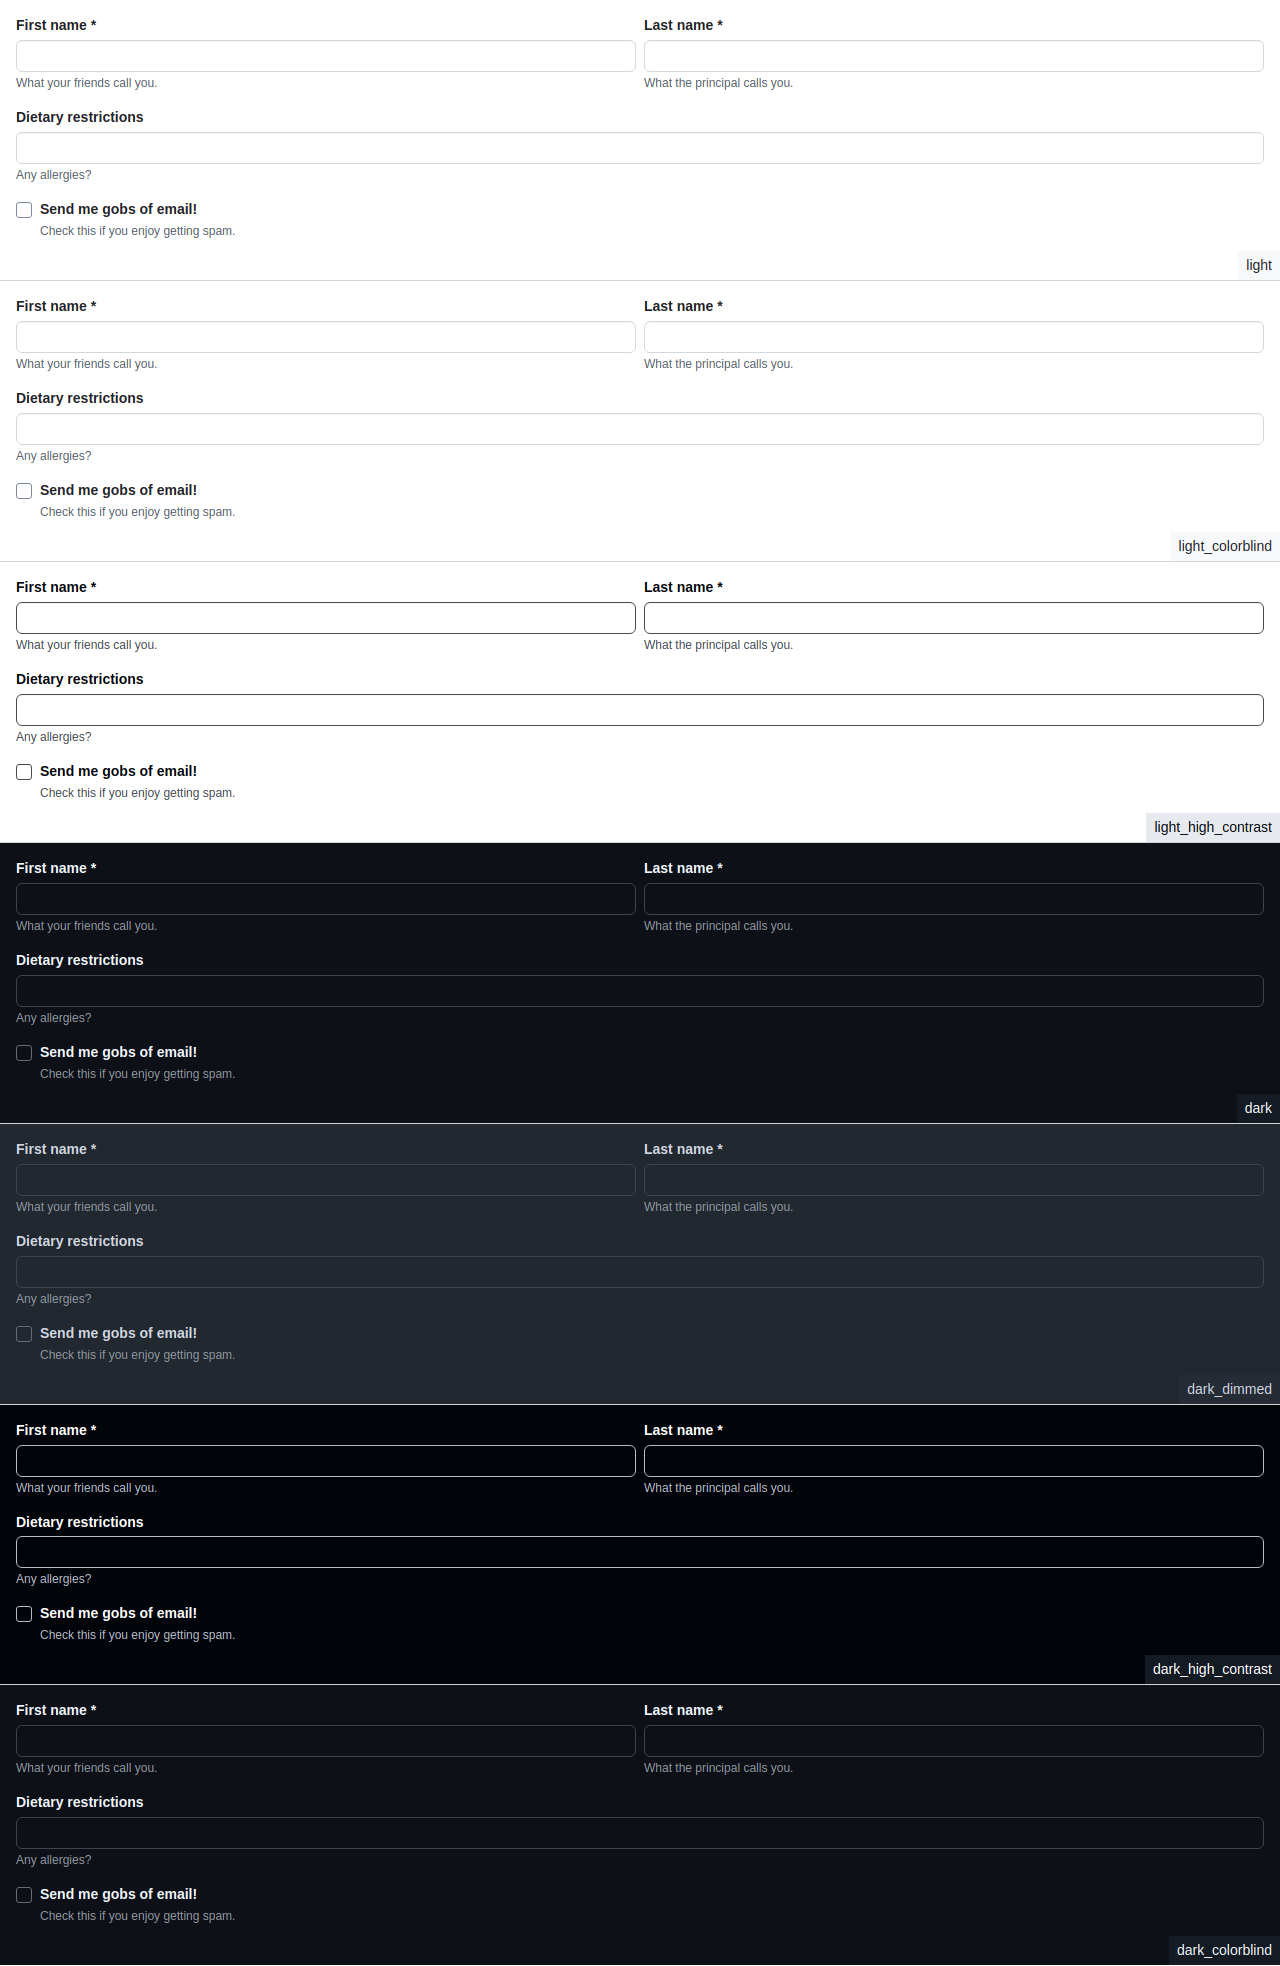 First name * Last name *
What your friends call you. What the principal calls you.
Dietary restrictions
Any allergies?
Send me gobs of email!
Check this if you enjoy getting spam.
light
First name * Last name *
What your friends call you. What the principal calls you.
Dietary restrictions
Any allergies?
Send me gobs of email!
Check this if you enjoy getting spam.
light_colorblind
First name * Last name *
What your friends call you. What the principal calls you.
Dietary restrictions
Any allergies?
Send me gobs of email!
Check this if you enjoy getting spam.
light_high_contrast
First name * Last name *
What your friends call you. What the principal calls you.
Dietary restrictions
Any allergies?
Send me gobs of email!
Check this if you enjoy getting spam.
dark
First name * Last name *
What your friends call you. What the principal calls you.
Dietary restrictions
Any allergies?
Send me gobs of email!
Check this if you enjoy getting spam.
dark_dimmed
First name * Last name *
What your friends call you. What the principal calls you.
Dietary restrictions
Any allergies?
Send me gobs of email!
Check this if you enjoy getting spam.
dark_high_contrast
First name * Last name *
What your friends call you. What the principal calls you.
Dietary restrictions
Any allergies?
Send me gobs of email!
Check this if you enjoy getting spam.
dark_colorblind